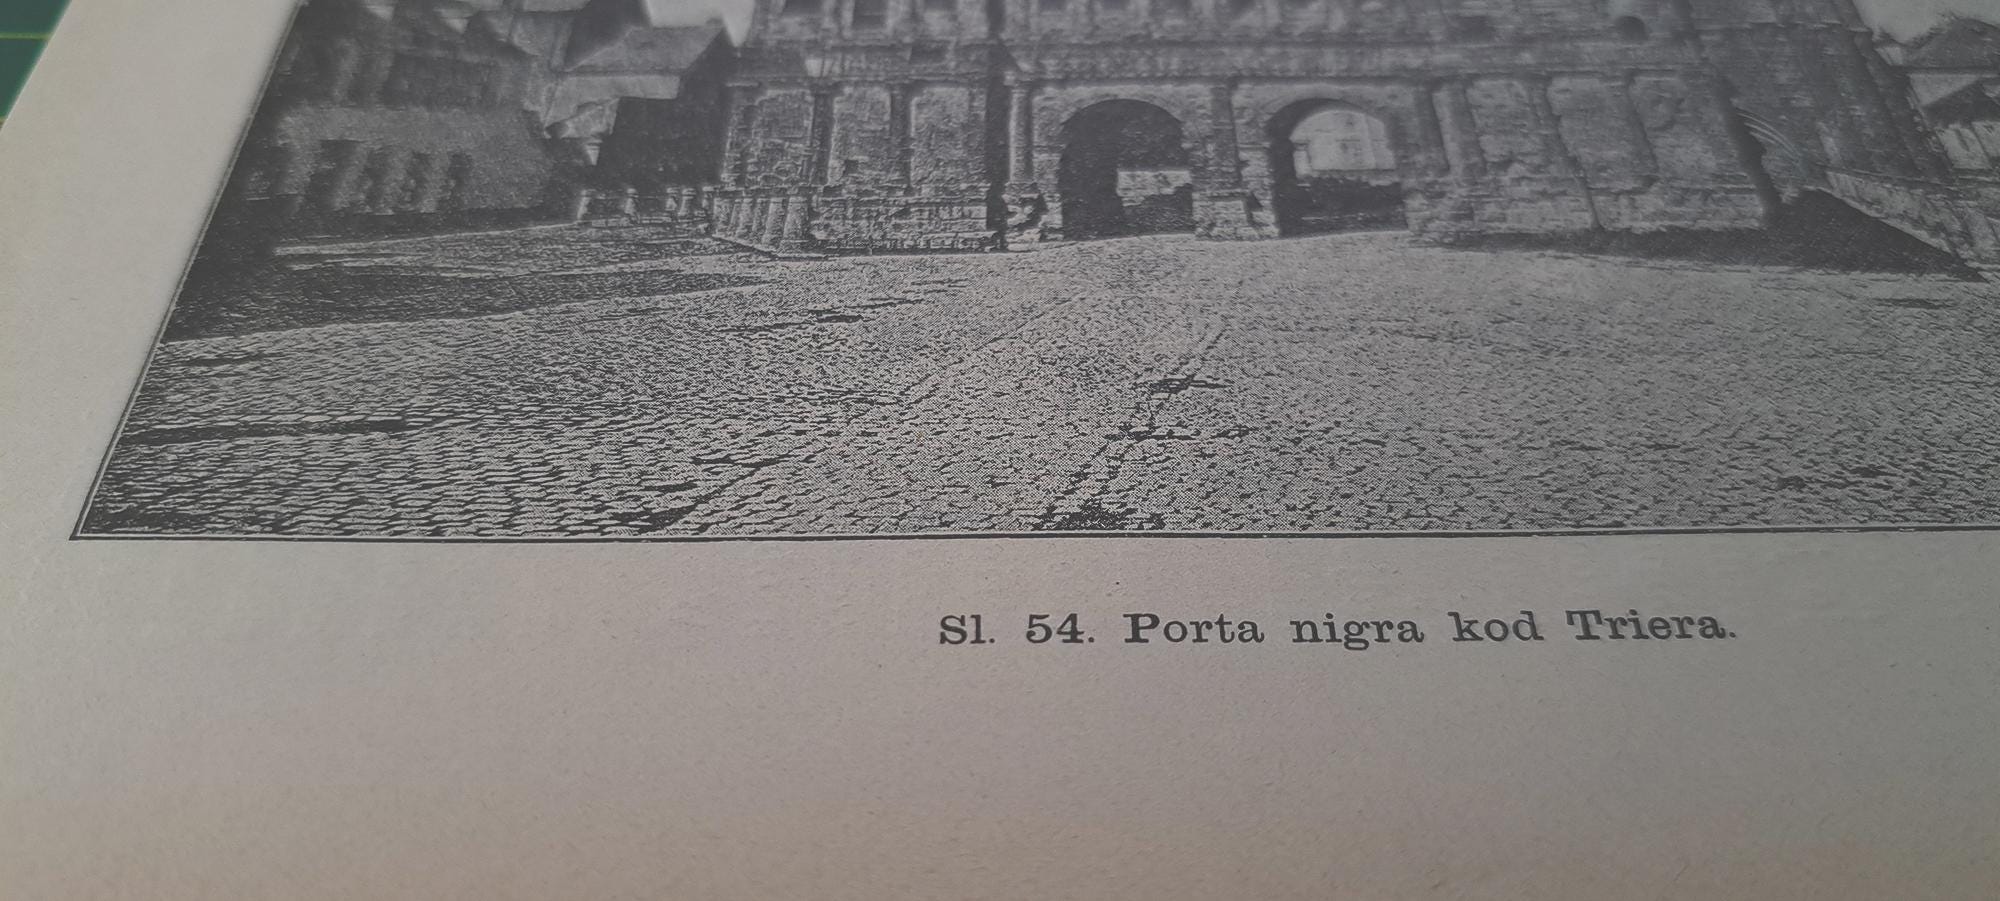 Sl. 54. Porta nigra kod Triera.